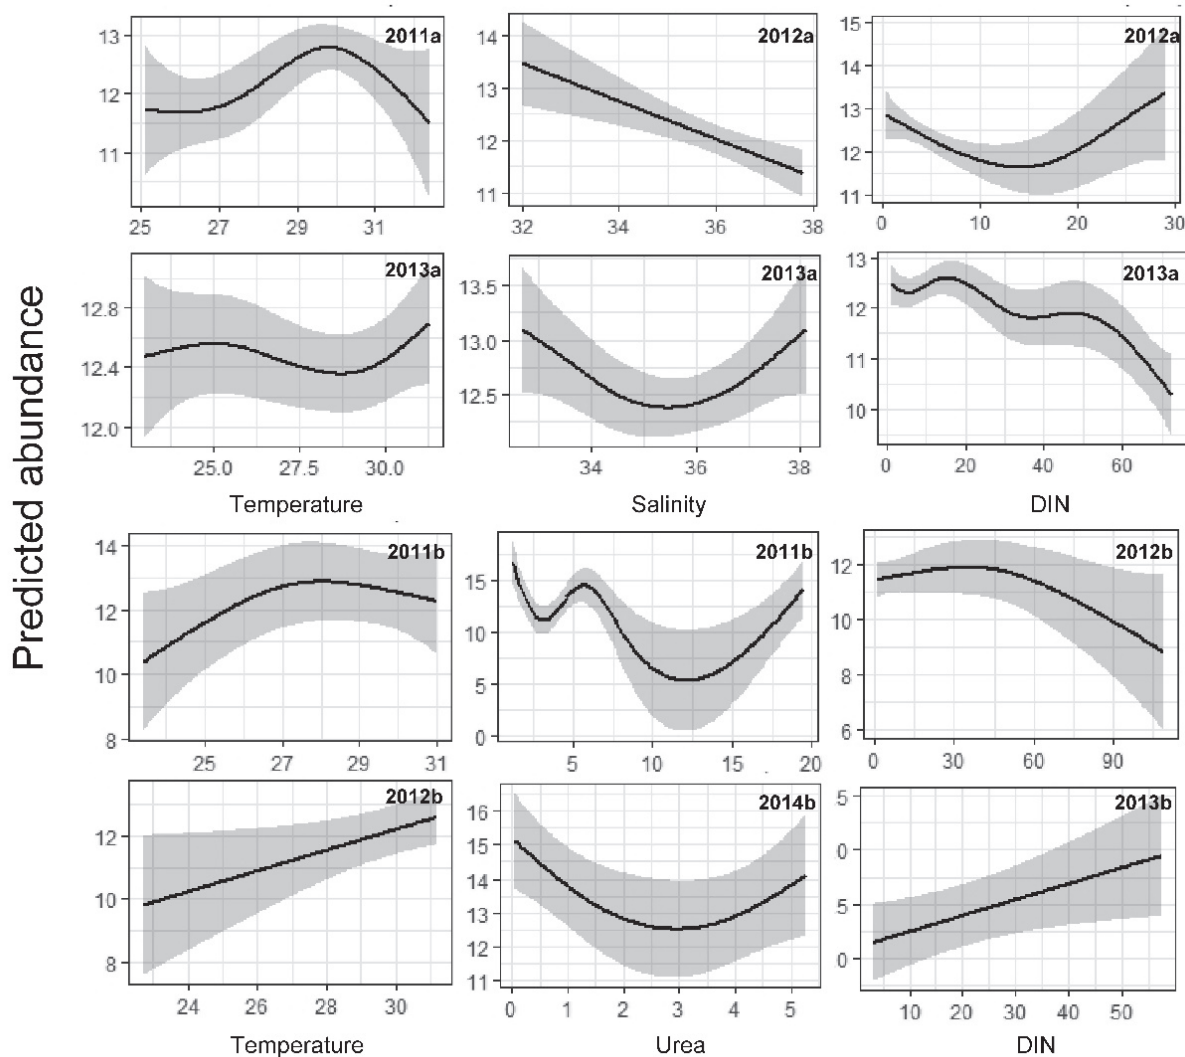 Predicted abundance
2011a
13
12
11
25 27 29 31
2012a
14
13
12
11
32 34 36 38
2012a
15
14
13
12
11
0 10 20 30
2013a
12.8
12.4
12.0
25.0 27.5 30.0
Temperature
2013a
13.5
13.0
12.5
34 36 38
Salinity
2013a
13
12
11
10
0 20 40 60
DIN
2011b
14
12
10
8
25 27 29 31
2011b
15
10
5
0
5 10 15 20
2012b
12
10
8
6
0 30 60 90
2012b
12
10
8
24 26 28 30
Temperature
2014b
16
15
14
13
12
11
0 1 2 3 4 5
Urea
2013b
5
0
5
0
10 20 30 40 50
DIN